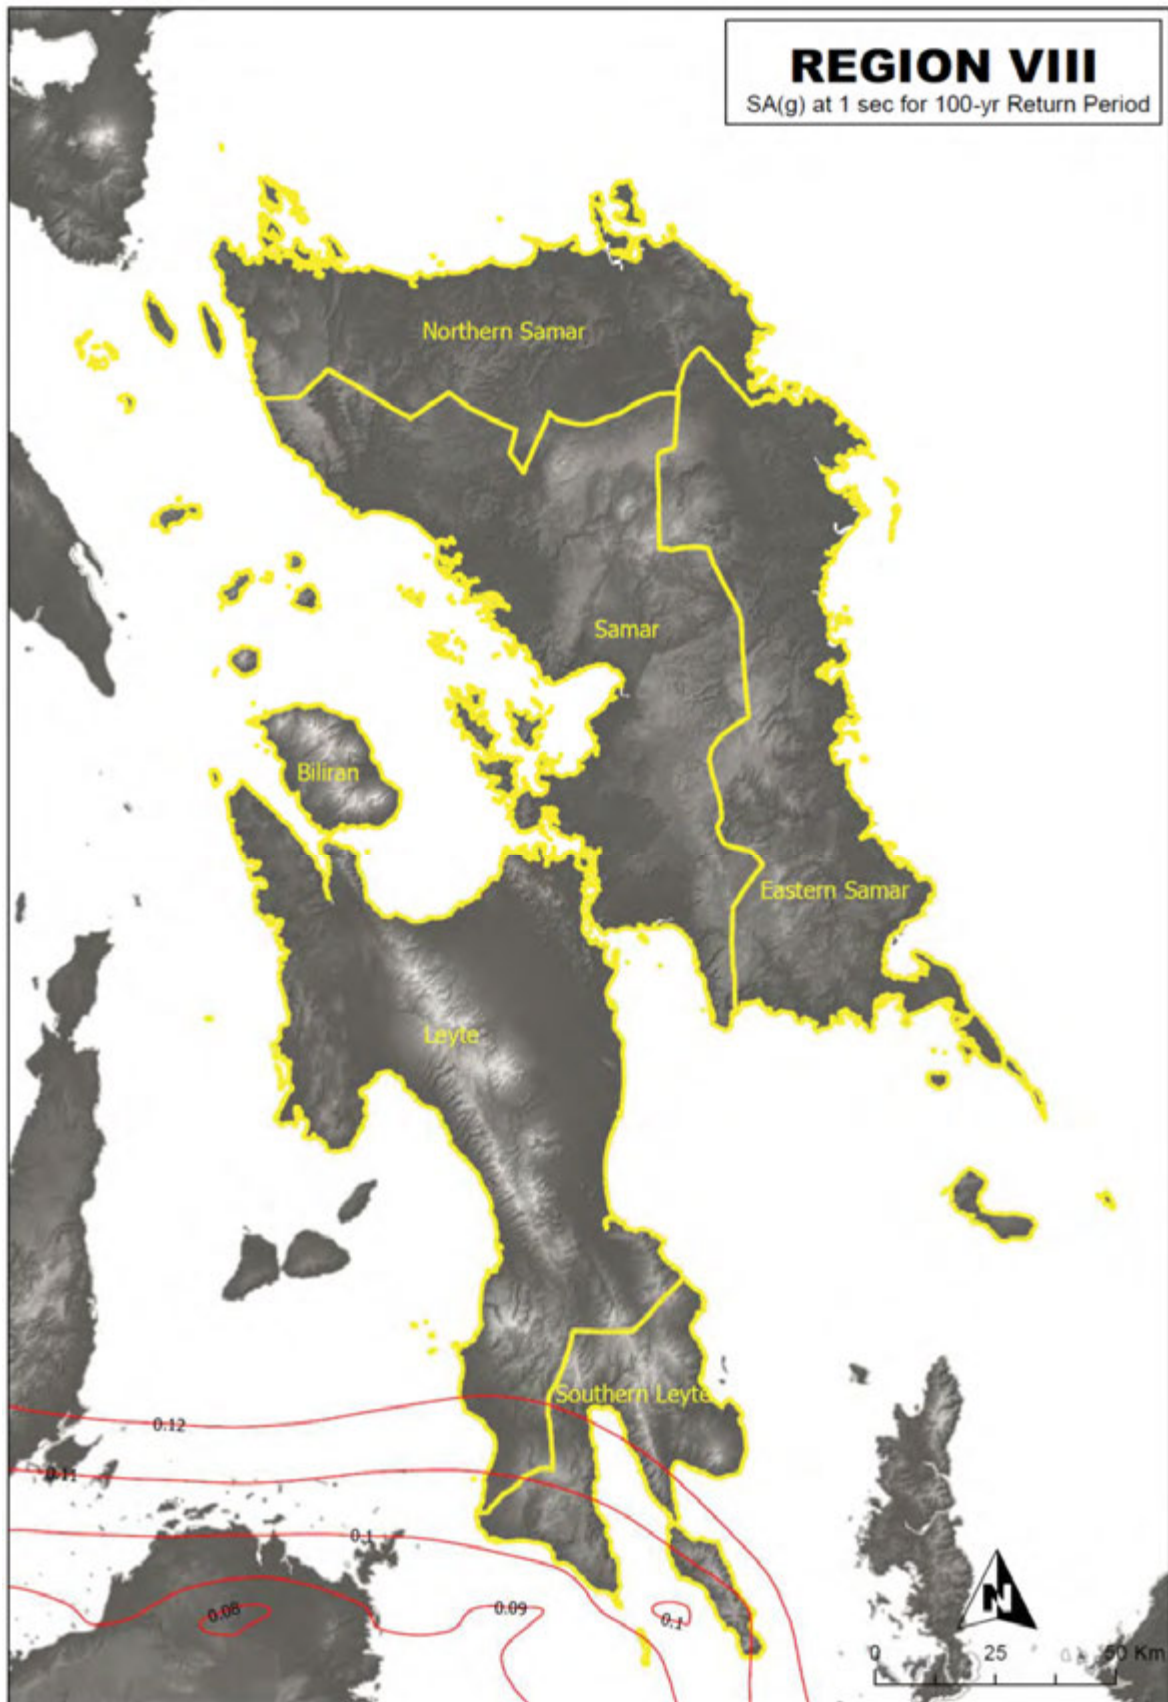 REGION VIII
SA(g) at 1 sec for 100-yr Return Period
Northern Samar
Samar
Biliran
Eastern Samar
Leyte
Southern Leyte
0.12
0.11
0.1
0.08
0.09
0.1
N
0 25 50 Km